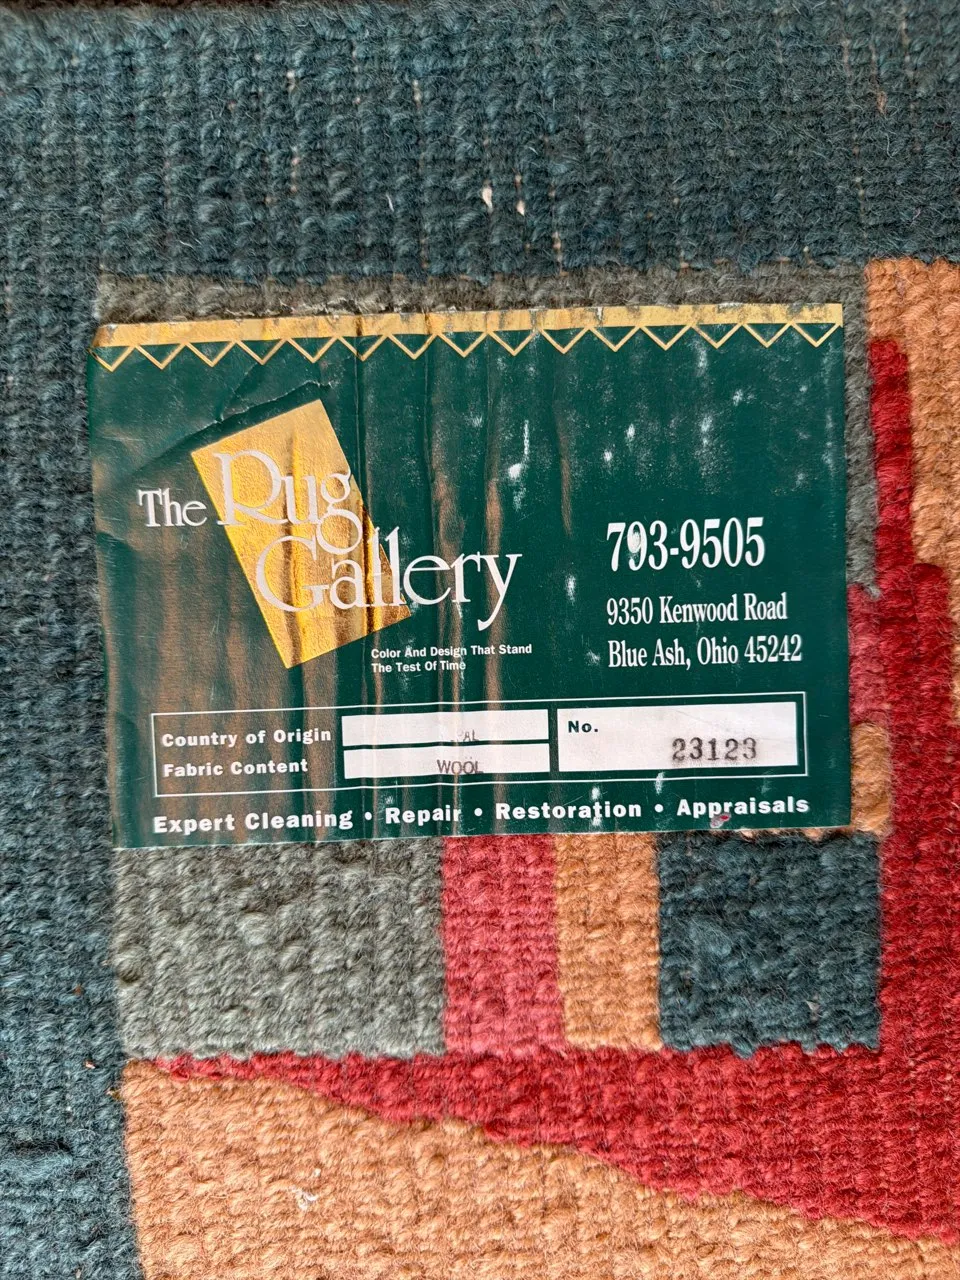 The Rug
Gallery
Color And Design That Stand
The Test Of Time
793-9505
9350 Kenwood Road
Blue Ash, Ohio 45242
Country of Origin
Fabric Content WOOL
No.
23123
Expert Cleaning • Repair • Restoration • Appraisals